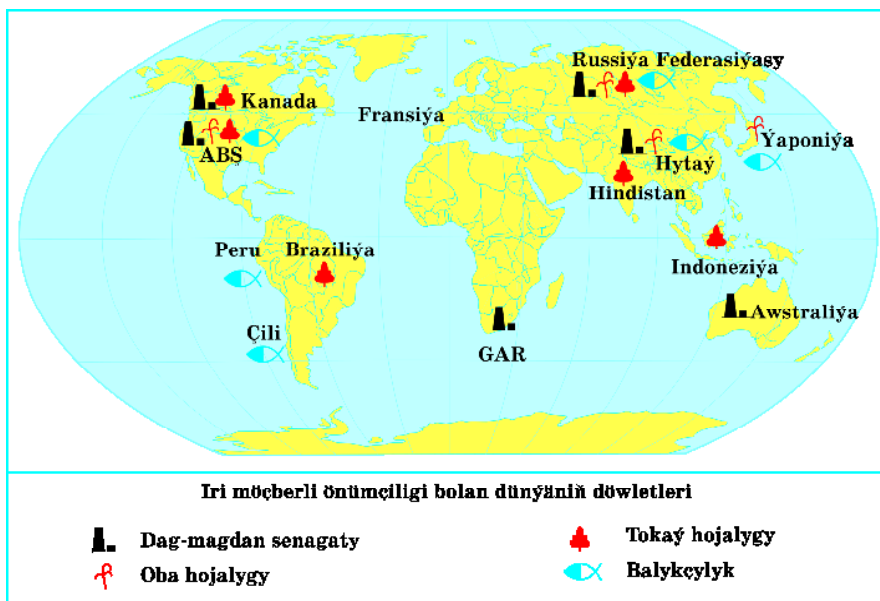 Russiýa Federasiýasy
Kanada
Fransiýa
Ýaponiýa
ABŞ
Hytaý
Hindistan
Peru
Braziliýa
Indoneziýa
Awstraliýa
Çili
GAR
Iri möçberli önümçiligi bolan dünýäniň döwletleri
Dag-magdan senagaty
Tokaý hojalygy
Oba hojalygy
Balykçylyk